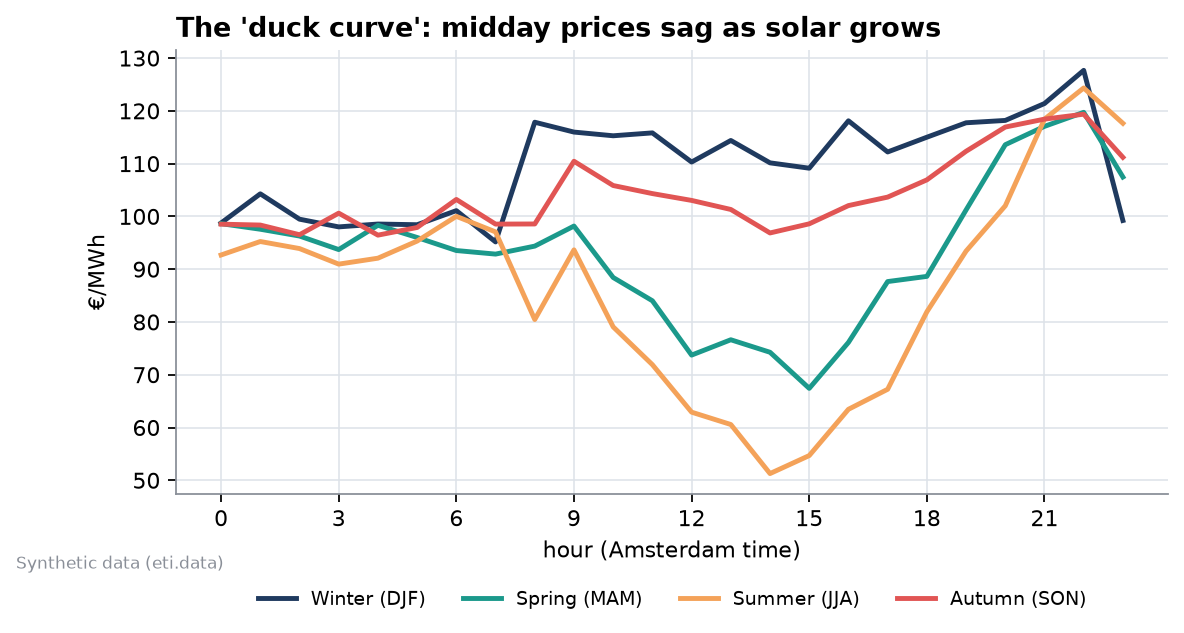 The 'duck curve': midday prices sag as solar grows
130
120
110
100
90
80
70
60
50
€/MWh
0 3 6 9 12 15 18 21
hour (Amsterdam time)
Synthetic data (eti.data)
Winter (DJF) Spring (MAM) Summer (JJA) Autumn (SON)